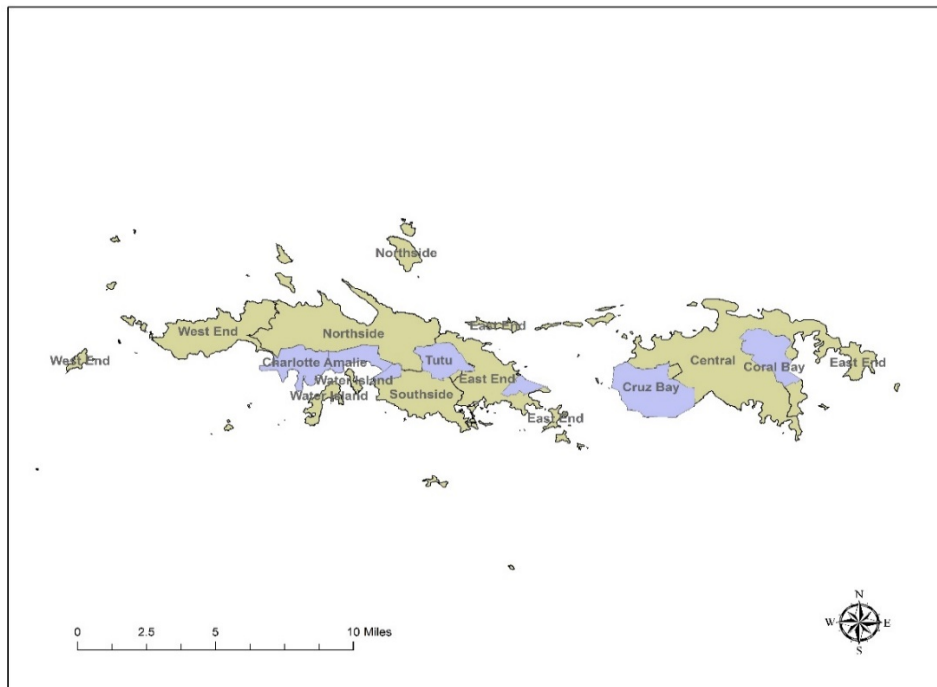 Northside
West End
Northside
East End
West End
Charlotte Amalie
Tutu
Central
Coral Bay
East End
Water Island
Water Island
Southside
East End
Cruz Bay
East End
0 2.5 5 10 Miles
N
W E
S